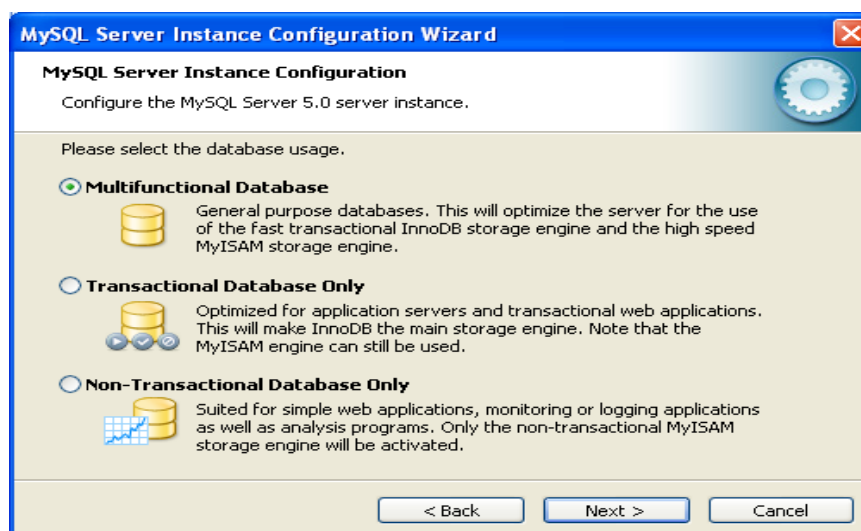 MySQL Server Instance Configuration Wizard
MySQL Server Instance Configuration
Configure the MySQL Server 5.0 server instance.
Please select the database usage.
Multifunctional Database
General purpose databases. This will optimize the server for the use
of the fast transactional InnoDB storage engine and the high speed
MyISAM storage engine.
Transactional Database Only
Optimized for application servers and transactional web applications.
This will make InnoDB the main storage engine. Note that the
MyISAM engine can still be used.
Non-Transactional Database Only
Suited for simple web applications, monitoring or logging applications
as well as analysis programs. Only the non-transactional MyISAM
storage engine will be activated.
< Back Next > Cancel